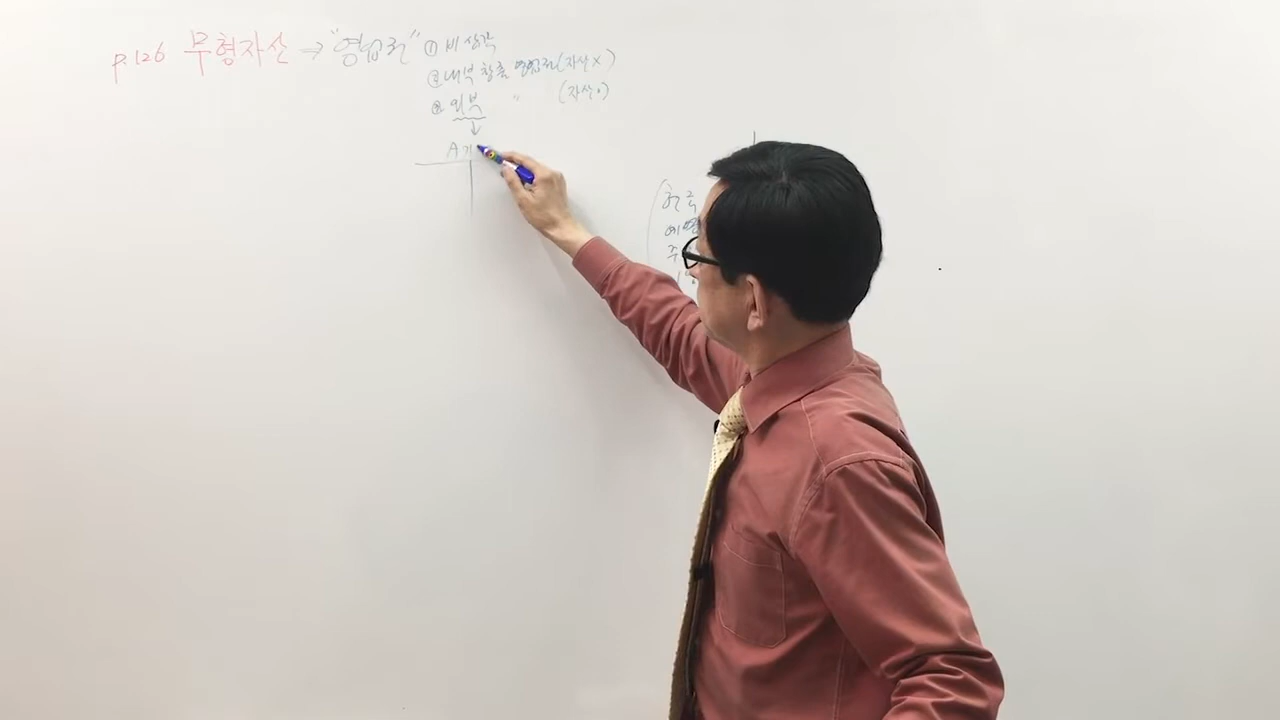 p.126 무형자산 ⇒ "영업권" ① 비상각
② 내부 창출 영업권 (자산 x)
③ 외부 〃 (자산 o)
↓
A기